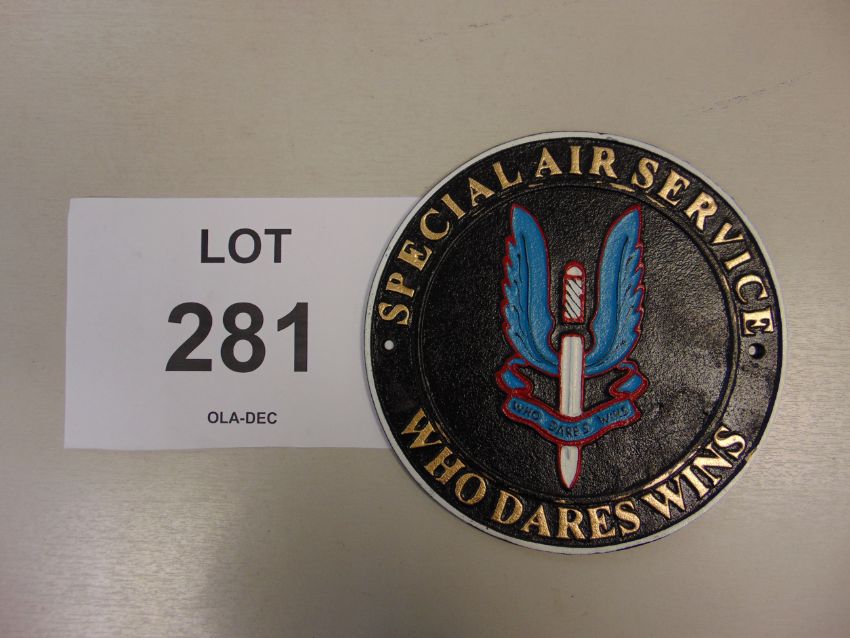 LOT
281
OLA-DEC
SPECIAL AIR SERVICE
WHO DARES WINS
WHO DARES WINS